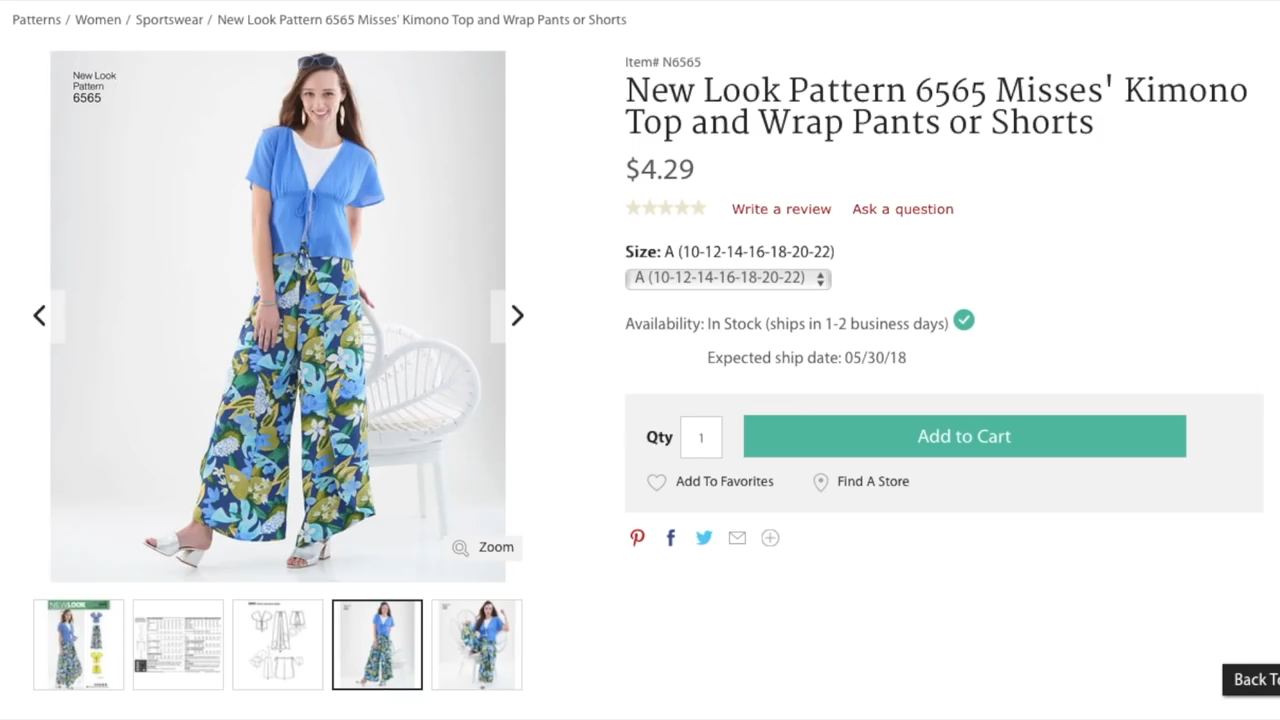 Patterns / Women / Sportswear / New Look Pattern 6565 Misses' Kimono Top and Wrap Pants or Shorts
New Look
Pattern
6565
Zoom
NEW LOOK
Item# N6565
New Look Pattern 6565 Misses' Kimono
Top and Wrap Pants or Shorts
$4.29
Write a review Ask a question
Size: A (10-12-14-16-18-20-22)
A (10-12-14-16-18-20-22)
Availability: In Stock (ships in 1-2 business days)
Expected ship date: 05/30/18
Qty 1 Add to Cart
Add To Favorites Find A Store
Back To